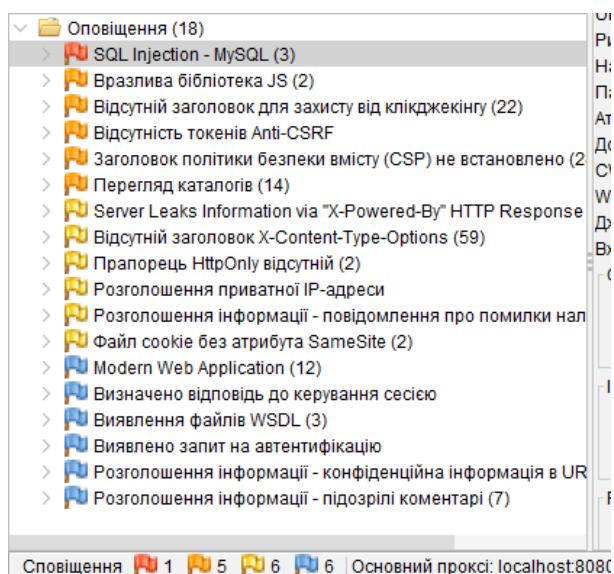 Оповіщення (18)
SQL Injection - MySQL (3)
Вразлива бібліотека JS (2)
Відсутній заголовок для захисту від клікджекінгу (22)
Відсутність токенів Anti-CSRF
Заголовок політики безпеки вмісту (CSP) не встановлено (2
Перегляд каталогів (14)
Server Leaks Information via "X-Powered-By" HTTP Response
Відсутній заголовок X-Content-Type-Options (59)
Прапорець HttpOnly відсутній (2)
Розголошення приватної IP-адреси
Розголошення інформації - повідомлення про помилки нал
Файл cookie без атрибута SameSite (2)
Modern Web Application (12)
Визначено відповідь до керування сесією
Виявлення файлів WSDL (3)
Виявлено запит на автентифікацію
Розголошення інформації - конфіденційна інформація в UR
Розголошення інформації - підозрілі коментарі (7)
Сповіщення 1 5 6 6 Основний проксі: localhost:8080